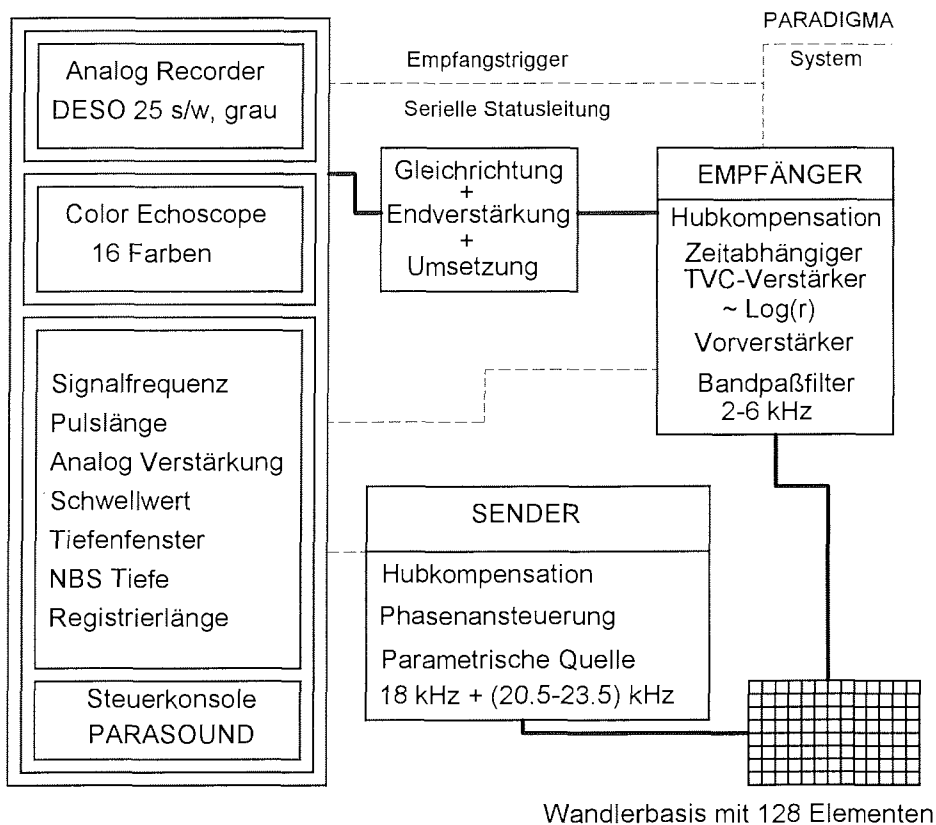 PARADIGMA
System
Empfangstrigger
Serielle Statusleitung
Analog Recorder
DESO 25 s/w, grau
Color Echoscope
16 Farben
Signalfrequenz
Pulslänge
Analog Verstärkung
Schwellwert
Tiefenfenster
NBS Tiefe
Registrierlänge
Steuerkonsole
PARASOUND
Gleichrichtung
+
Endverstärkung
+
Umsetzung
EMPFÄNGER
Hubkompensation
Zeitabhängiger
TVC-Verstärker
~ Log(r)
Vorverstärker
Bandpaßfilter
2-6 kHz
SENDER
Hubkompensation
Phasenansteuerung
Parametrische Quelle
18 kHz + (20.5-23.5) kHz
Wandlerbasis mit 128 Elementen